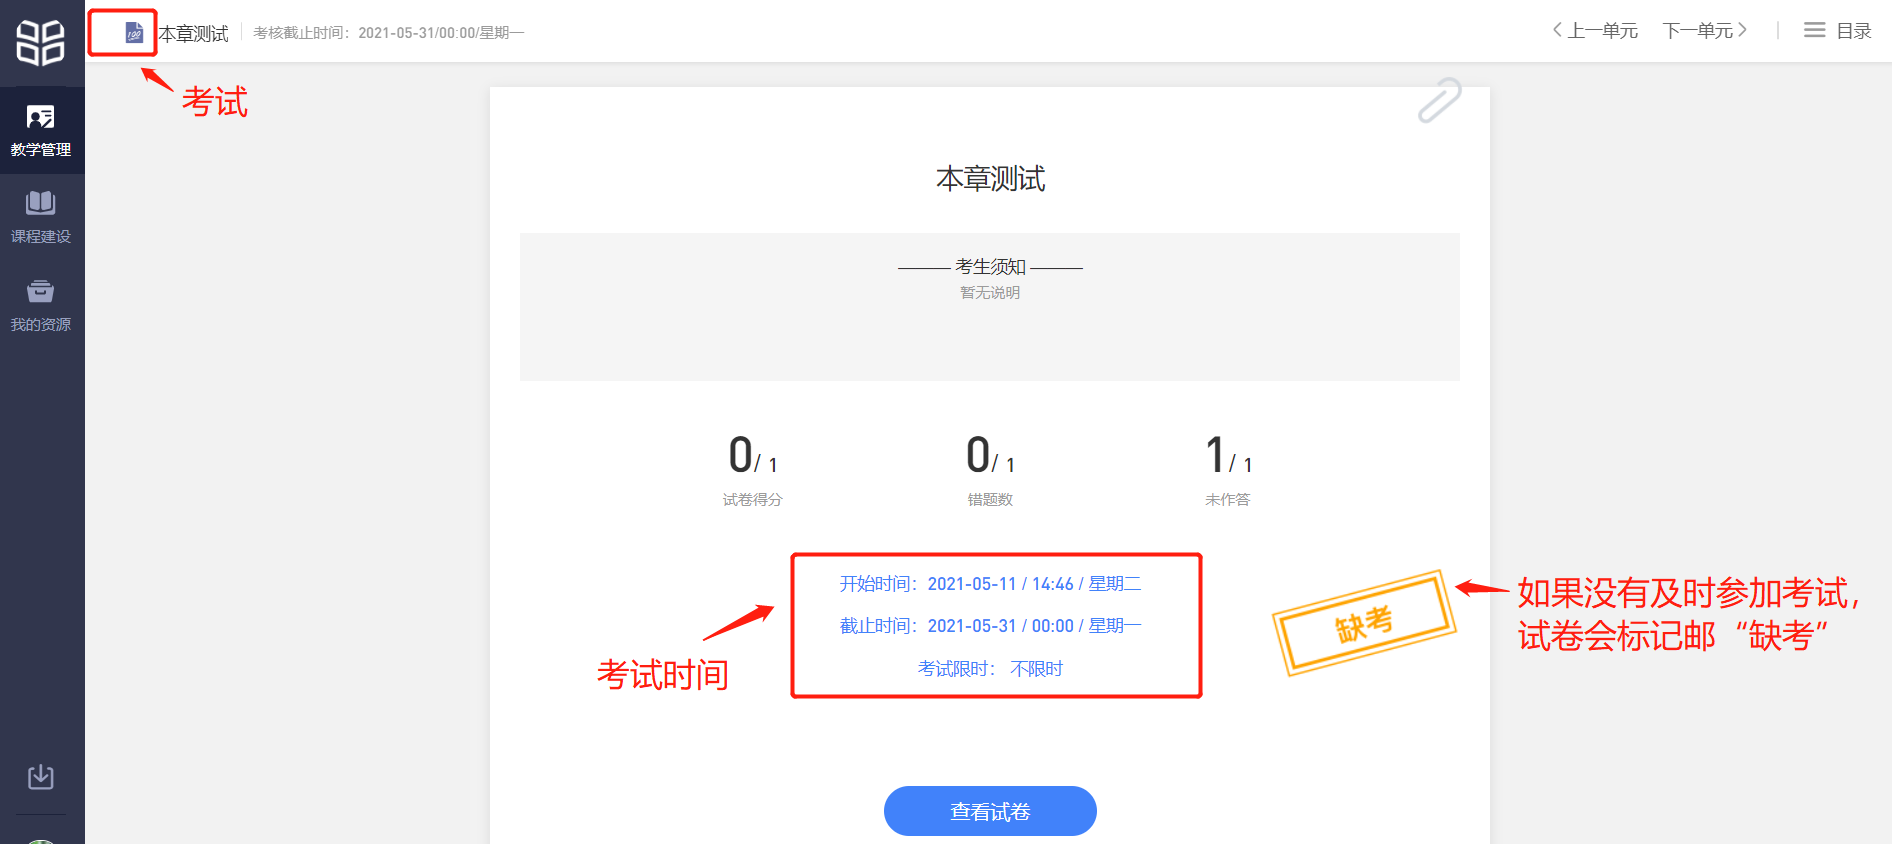 本章测试
考核截止时间：2021-05-31/00:00/星期一
上一单元
下一单元
目录
考试
教学管理
课程建设
我的资源
本章测试
考生须知
暂无说明
0/ 1
试卷得分
0/ 1
错题数
1/ 1
未作答
开始时间：2021-05-11 / 14:46 / 星期二
截止时间：2021-05-31 / 00:00 / 星期一
考试限时： 不限时
考试时间
缺考
如果没有及时参加考试，
试卷会标记邮“缺考”
查看试卷